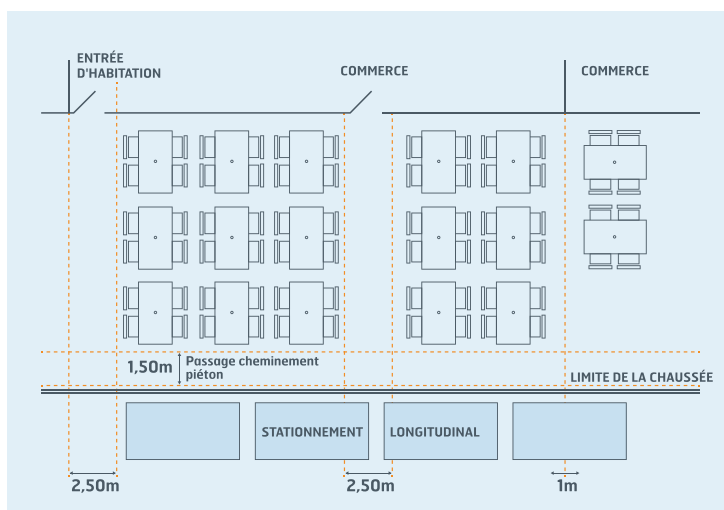 ENTRÉE
D'HABITATION
COMMERCE
COMMERCE
1,50m
Passage cheminement
piéton
LIMITE DE LA CHAUSSÉE
STATIONNEMENT
LONGITUDINAL
2,50m
2,50m
1m